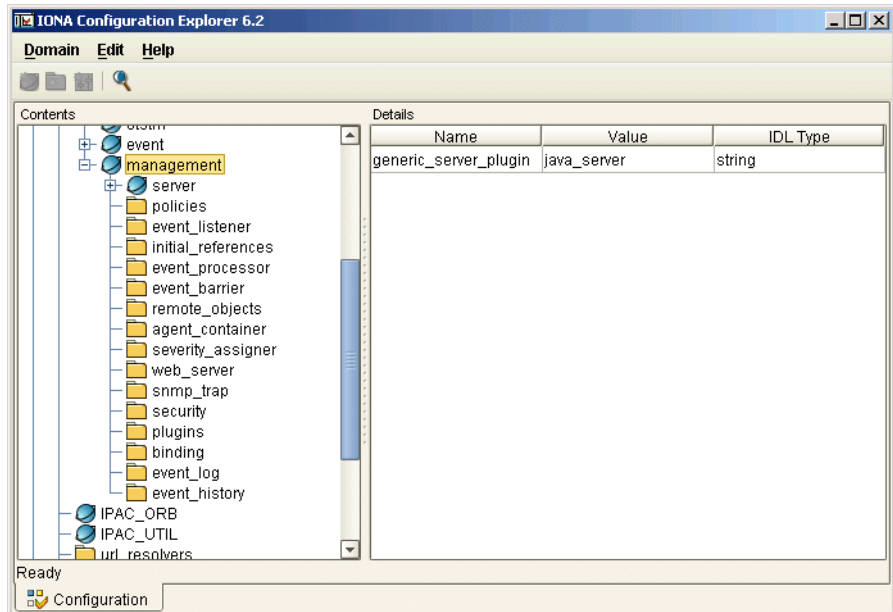 IONA Configuration Explorer 6.2
Domain Edit Help
Contents
Details
event
management
server
policies
event_listener
initial_references
event_processor
event_barrier
remote_objects
agent_container
severity_assigner
web_server
snmp_trap
security
plugins
binding
event_log
event_history
IPAC_ORB
IPAC_UTIL
url_resolvers
Name Value IDL Type
generic_server_plugin java_server string
Ready
Configuration